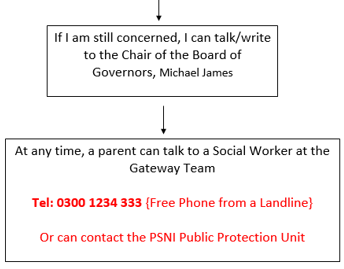 If I am still concerned, I can talk/write
to the Chair of the Board of
Governors, Michael James
At any time, a parent can talk to a Social Worker at the
Gateway Team
Tel: 0300 1234 333 {Free Phone from a Landline}
Or can contact the PSNI Public Protection Unit